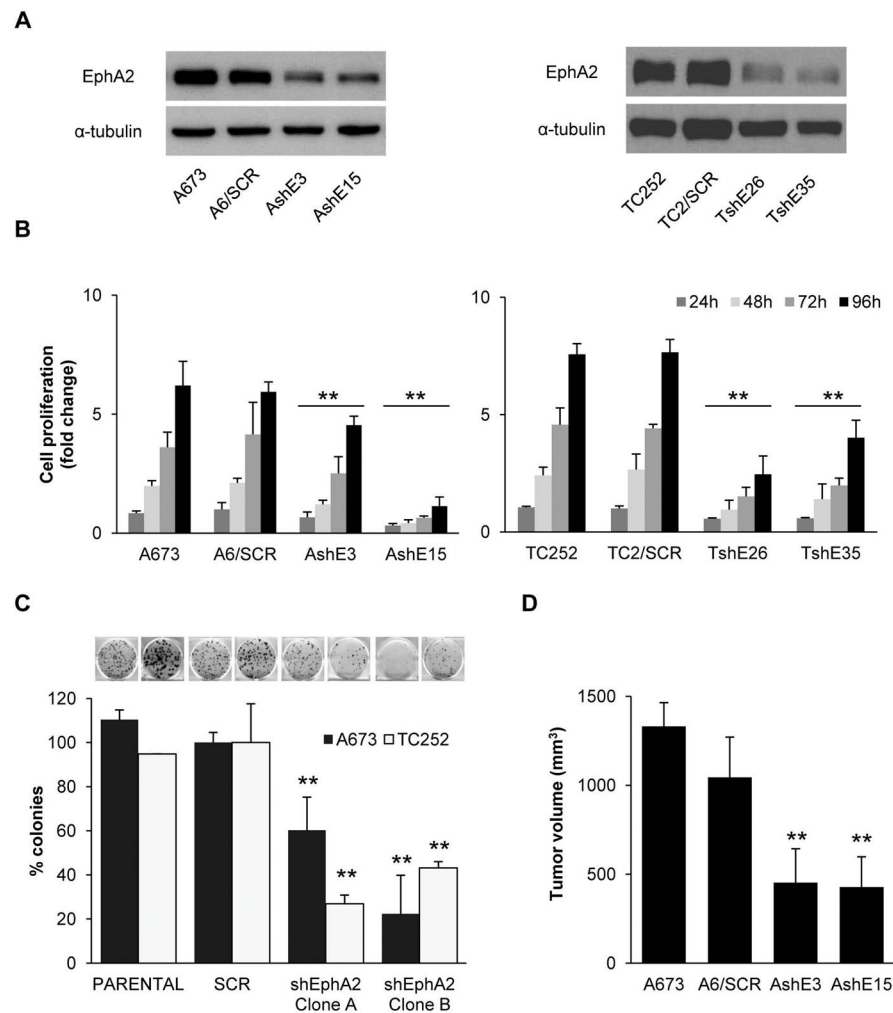 A
EphA2
α-tubulin
A673
A6/SCR
AshE3
AshE15
EphA2
α-tubulin
TC252
TC2/SCR
TshE26
TshE35
B
Cell proliferation
(fold change)
10
5
0
** **
A673 A6/SCR AshE3 AshE15
10
5
0
24h 48h 72h 96h
** **
TC252 TC2/SCR TshE26 TshE35
C
% colonies
120
100
80
60
40
20
0
A673 TC252
**
**
**
**
PARENTAL SCR shEphA2 shEphA2
Clone A Clone B
D
Tumor volume (mm³)
1500
1000
500
0
** **
A673 A6/SCR AshE3 AshE15